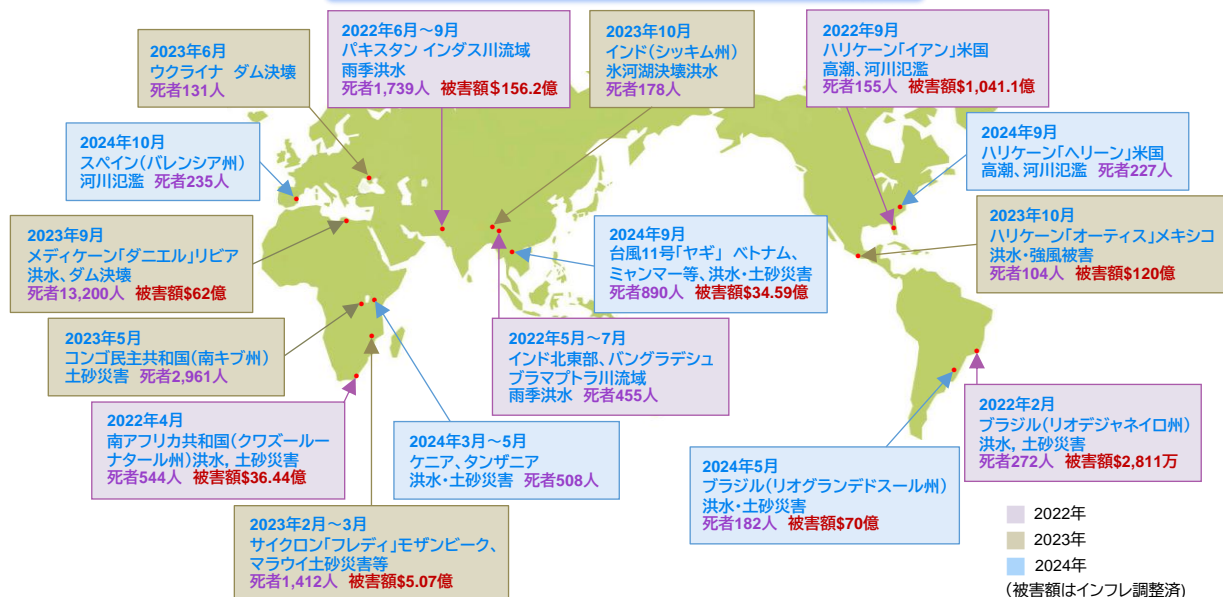 2023年6月
ウクライナ ダム決壊
死者131人
2022年6月～9月
パキスタン インダス川流域
雨季洪水
死者1,739人 被害額$156.2億
2023年10月
インド（シッキム州）
氷河湖決壊洪水
死者178人
2022年9月
ハリケーン「イアン」米国
高潮、河川氾濫
死者155人 被害額$1,041.1億
2024年10月
スペイン（バレンシア州）
河川氾濫 死者235人
2024年9月
ハリケーン「ヘリーン」米国
高潮、河川氾濫 死者227人
2023年9月
メディケーン「ダニエル」リビア
洪水、ダム決壊
死者13,200人 被害額$62億
2024年9月
台風11号「ヤギ」 ベトナム、
ミャンマー等、洪水・土砂災害
死者890人 被害額$34.59億
2023年10月
ハリケーン「オーティス」メキシコ
洪水・強風被害
死者104人 被害額$120億
2023年5月
コンゴ民主共和国（南キブ州）
土砂災害 死者2,961人
2022年5月～7月
インド北東部、バングラデシュ
ブラマプトラ川流域
雨季洪水 死者455人
2022年4月
南アフリカ共和国（クワズールー
ナタール州）洪水, 土砂災害
死者544人 被害額$36.44億
2024年3月～5月
ケニア、タンザニア
洪水・土砂災害 死者508人
2024年5月
ブラジル（リオグランデドスール州）
洪水・土砂災害
死者182人 被害額$70億
2022年2月
ブラジル（リオデジャネイロ州）
洪水, 土砂災害
死者272人 被害額$2,811万
2023年2月～3月
サイクロン「フレディ」モザンビーク、
マラウイ土砂災害等
死者1,412人 被害額$5.07億
2022年
2023年
2024年
(被害額はインフレ調整済)